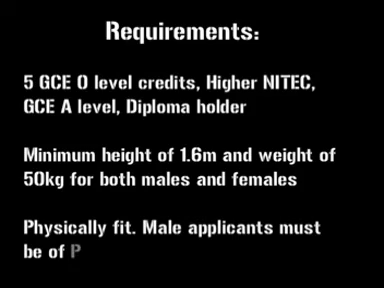 Requirements:
5 GCE O level credits, Higher NITEC,
GCE A level, Diploma holder
Minimum height of 1.6m and weight of
50kg for both males and females
Physically fit. Male applicants must
be of P